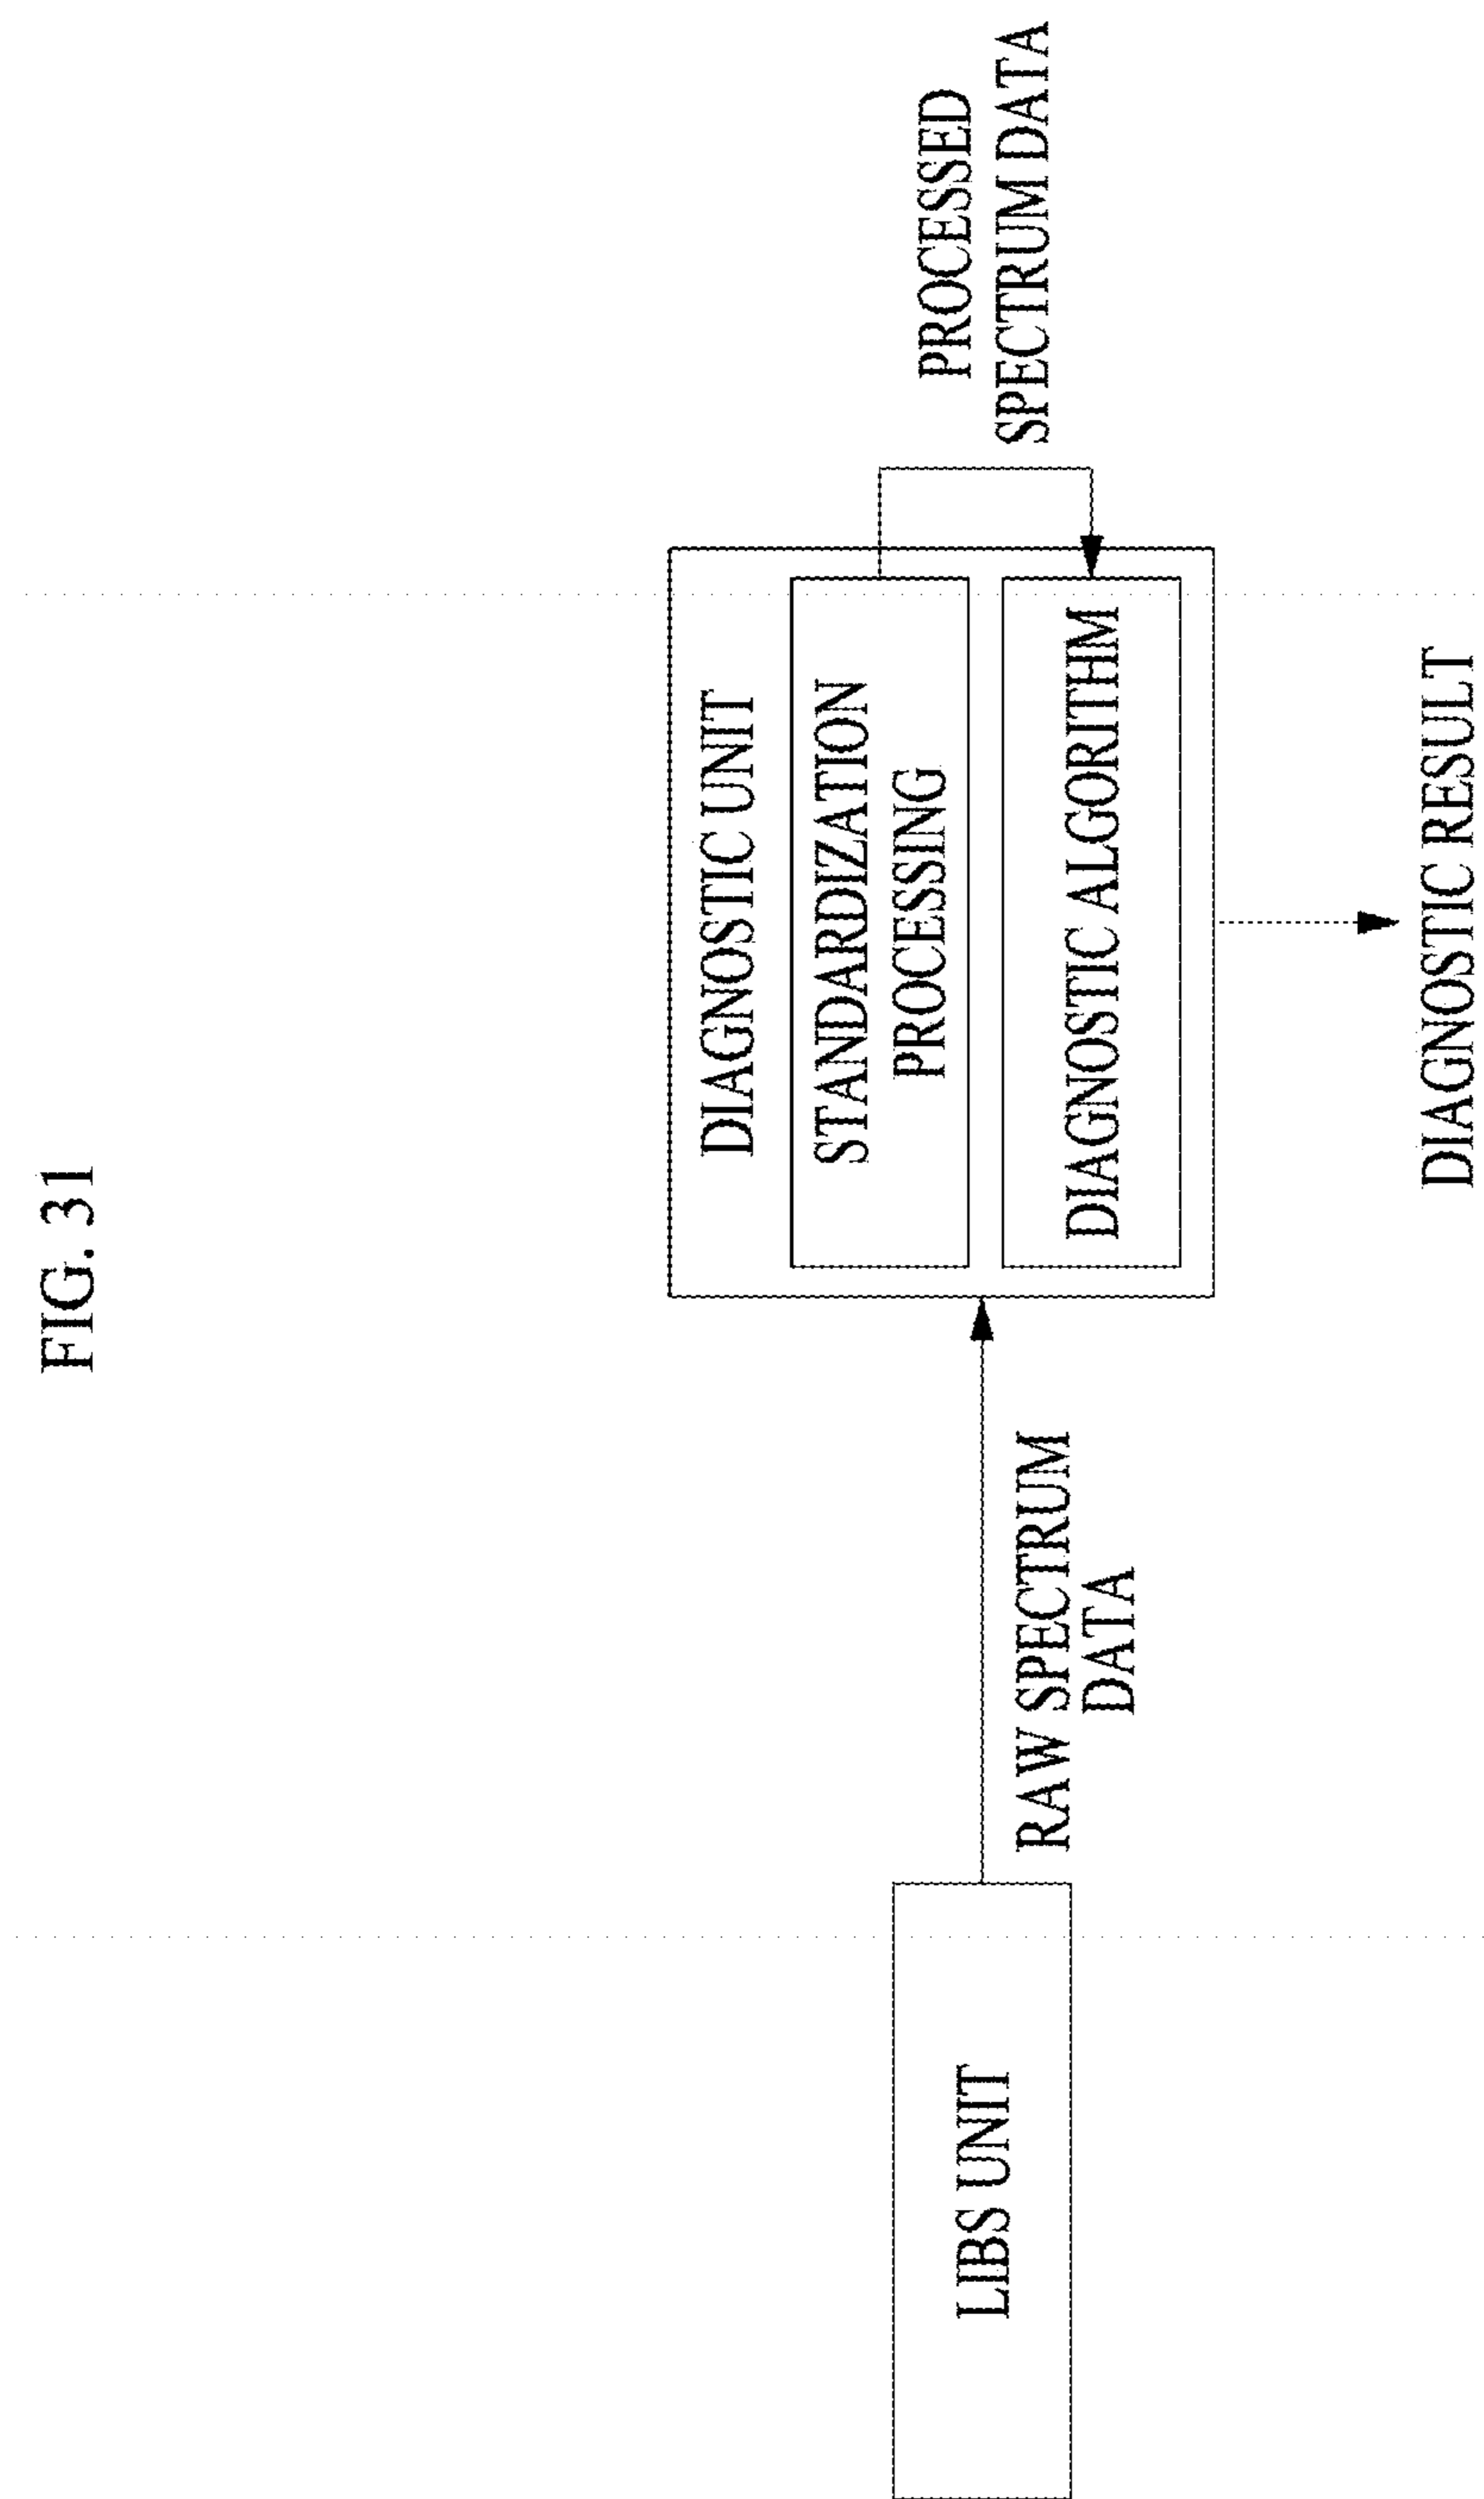 FIG. 31
LIBS UNIT
RAW SPECTRUM
DATA
DIAGNOSTIC UNIT
STANDARDIZATION
PROCESSING
DIAGNOSTIC ALGORITHM
PROCESSED
SPECTRUM DATA
DIAGNOSTIC RESULT